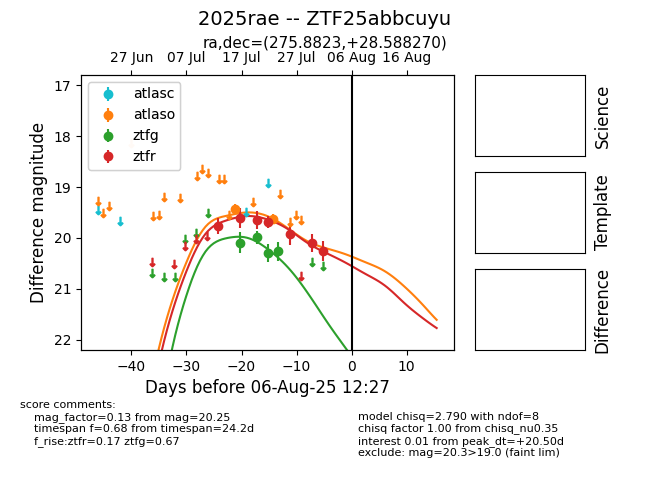 2025rae -- ZTF25abbcuyu
ra,dec=(275.8823,+28.588270)
27 Jun 07 Jul 17 Jul 27 Jul 06 Aug 16 Aug
17
18
19
20
21
22
Difference magnitude
atlasc
atlaso
ztfg
ztfr
−40 −30 −20 −10 0 10
Days before 06-Aug-25 12:27
Science
Template
Difference
score comments:
mag_factor=0.13 from mag=20.25
timespan f=0.68 from timespan=24.2d
f_rise:ztfr=0.17 ztfg=0.67
model chisq=2.790 with ndof=8
chisq factor 1.00 from chisq_nu0.35
interest 0.01 from peak_dt=+20.50d
exclude: mag=20.3>19.0 (faint lim)